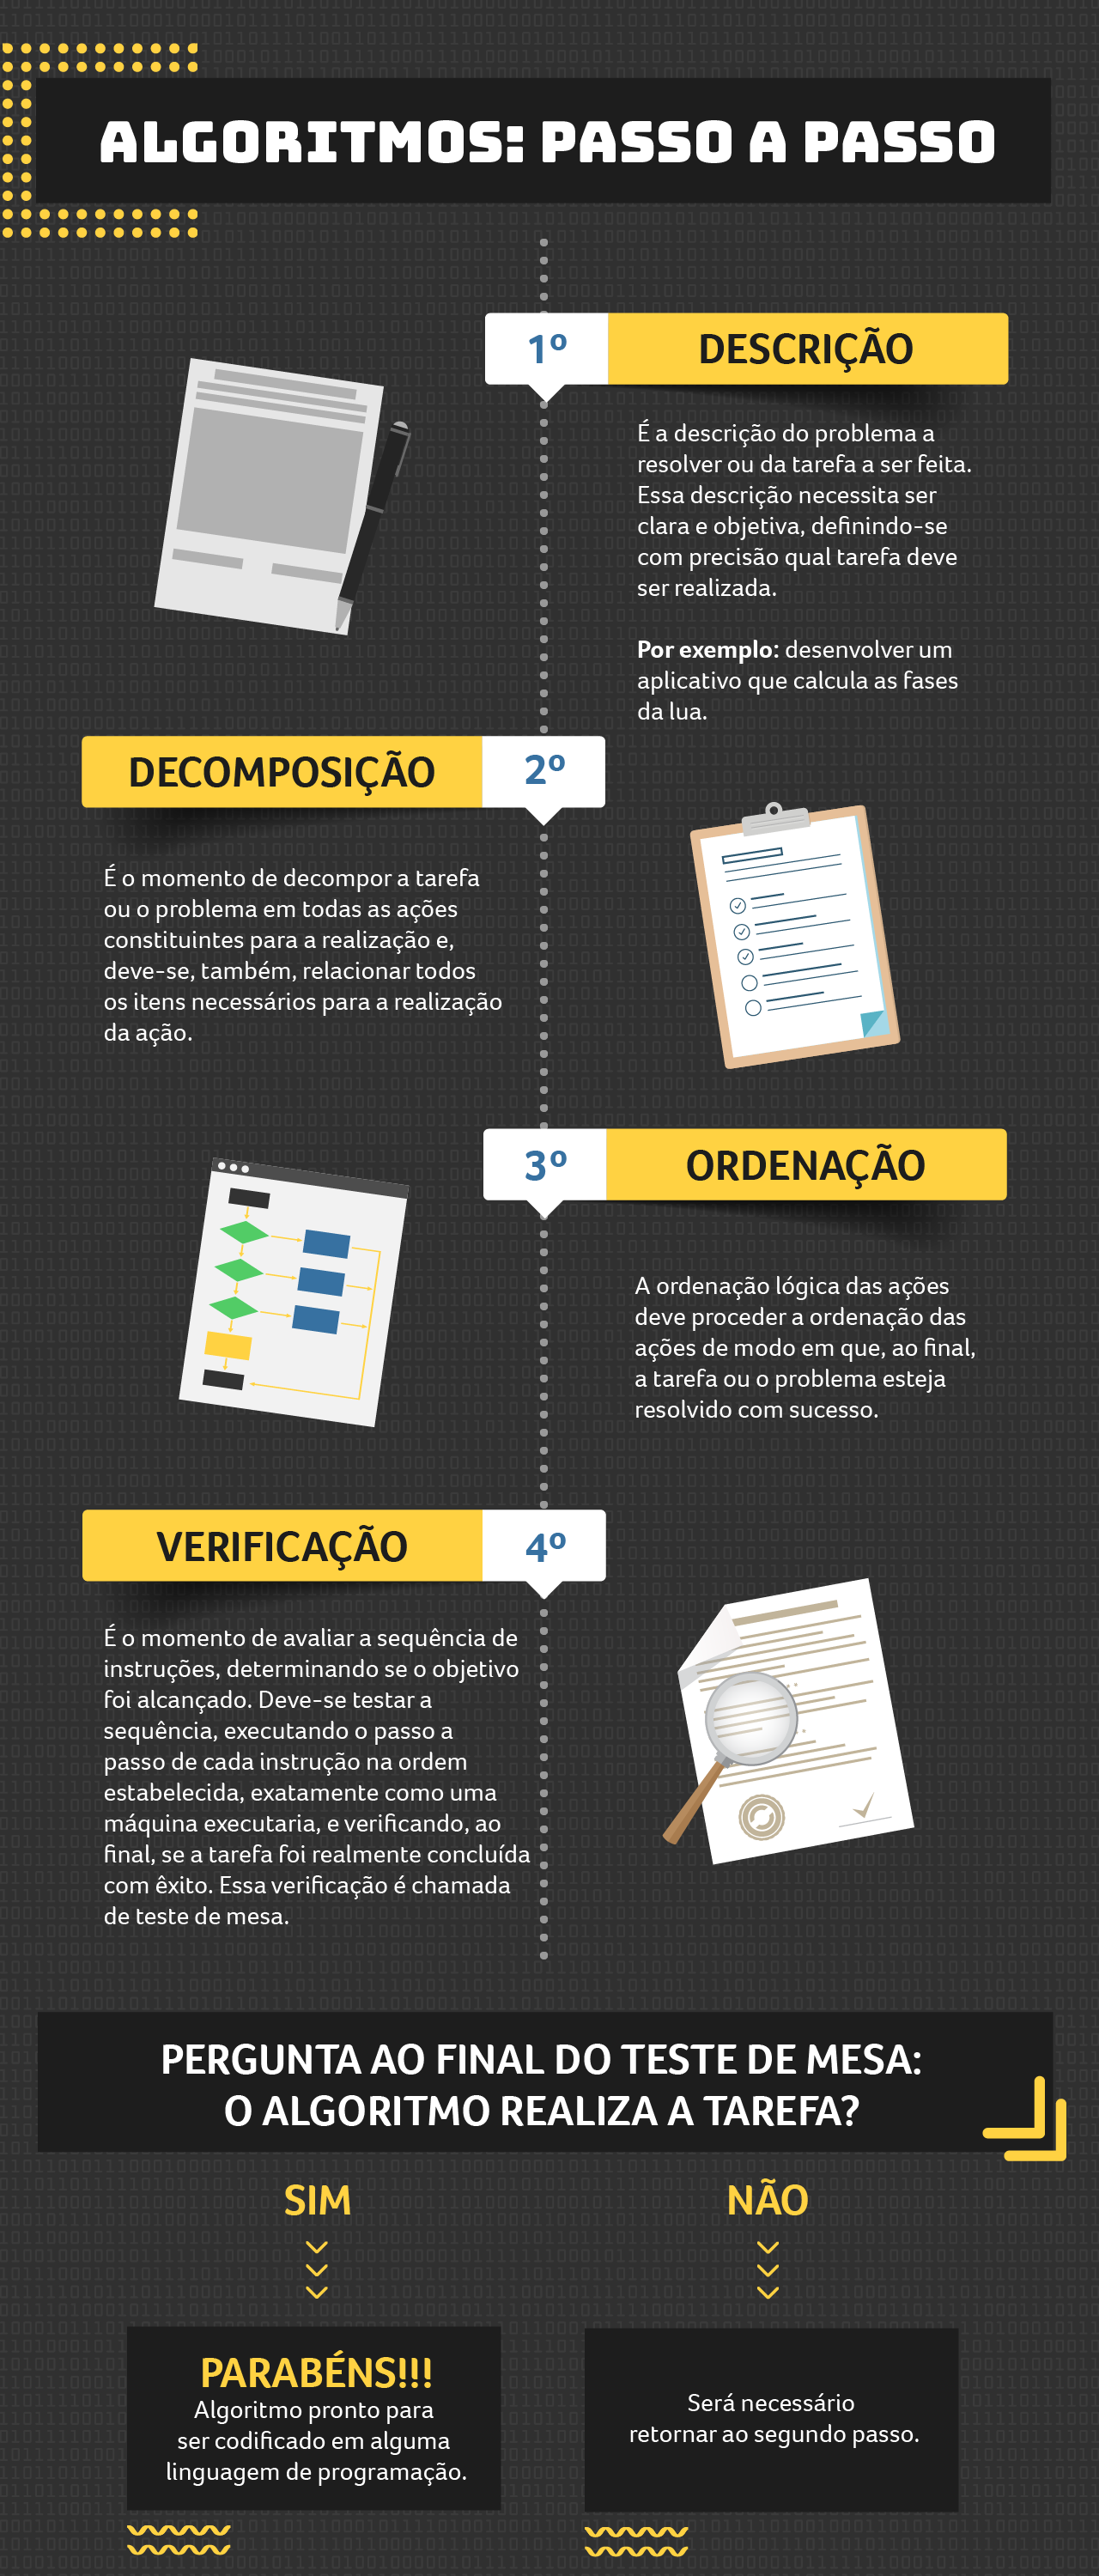 ALGORITMOS: PASSO A PASSO
1º DESCRIÇÃO
É a descrição do problema a
resolver ou da tarefa a ser feita.
Essa descrição necessita ser
clara e objetiva, definindo-se
com precisão qual tarefa deve
ser realizada.
Por exemplo: desenvolver um
aplicativo que calcula as fases
da lua.
DECOMPOSIÇÃO 2º
É o momento de decompor a tarefa
ou o problema em todas as ações
constituintes para a realização e,
deve-se, também, relacionar todos
os itens necessários para a realização
da ação.
3º ORDENAÇÃO
A ordenação lógica das ações
deve proceder a ordenação das
ações de modo em que, ao final,
a tarefa ou o problema esteja
resolvido com sucesso.
VERIFICAÇÃO 4º
É o momento de avaliar a sequência de
instruções, determinando se o objetivo
foi alcançado. Deve-se testar a
sequência, executando o passo a
passo de cada instrução na ordem
estabelecida, exatamente como uma
máquina executaria, e verificando, ao
final, se a tarefa foi realmente concluída
com êxito. Essa verificação é chamada
de teste de mesa.
PERGUNTA AO FINAL DO TESTE DE MESA:
O ALGORITMO REALIZA A TAREFA?
SIM
PARABÉNS!!!
Algoritmo pronto para
ser codificado em alguma
linguagem de programação.
NÃO
Será necessário
retornar ao segundo passo.